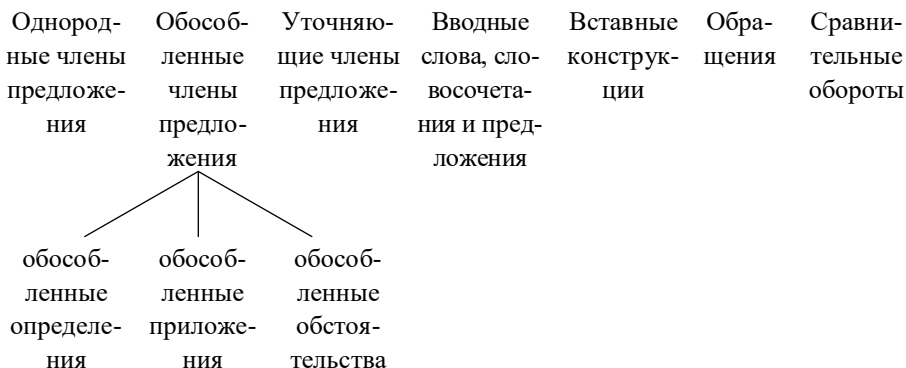 Однород-
ные члены
предложе-
ния
Обособ-
ленные
члены
предло-
жения
Уточняю-
щие члены
предложе-
ния
Вводные
слова, сло-
восочета-
ния и пред-
ложения
Вставные
конструк-
ции
Обра-
щения
Сравни-
тельные
обороты
обособ-
ленные
определе-
ния
обособ-
ленные
приложе-
ния
обособ-
ленные
обстоя-
тельства